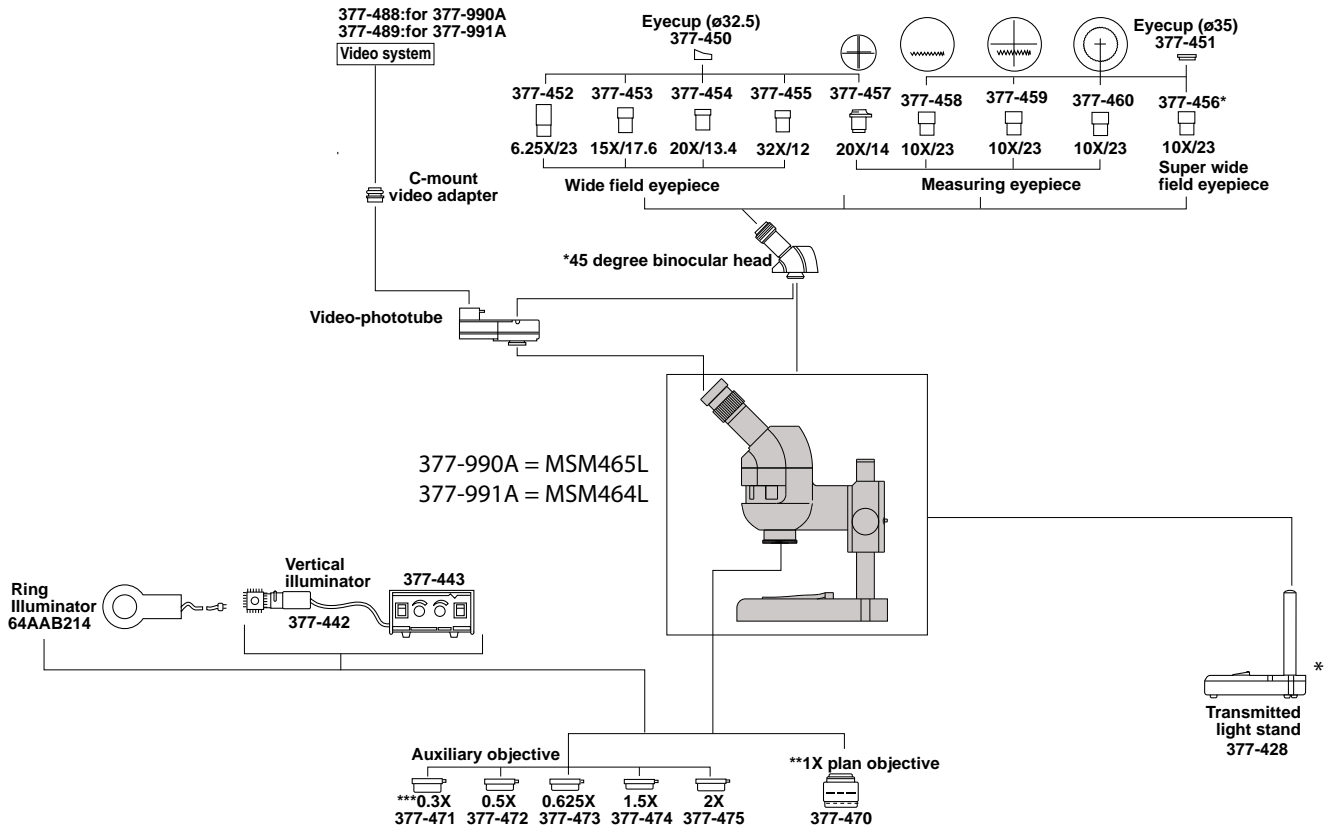 377-488:for 377-990A
377-489:for 377-991A
Video system
Eyecup (ø32.5)
377-450
Eyecup (ø35)
377-451
377-452 377-453 377-454 377-455 377-457 377-458 377-459 377-460 377-456*
6.25X/23 15X/17.6 20X/13.4 32X/12 20X/14 10X/23 10X/23 10X/23 10X/23
Wide field eyepiece
Measuring eyepiece
Super wide
field eyepiece
C-mount
video adapter
*45 degree binocular head
Video-phototube
377-990A = MSM465L
377-991A = MSM464L
Ring
Illuminator
64AAB214
Vertical
illuminator
377-442
377-443
*
Transmitted
light stand
377-428
Auxiliary objective
***0.3X 0.5X 0.625X 1.5X 2X
377-471 377-472 377-473 377-474 377-475
**1X plan objective
377-470